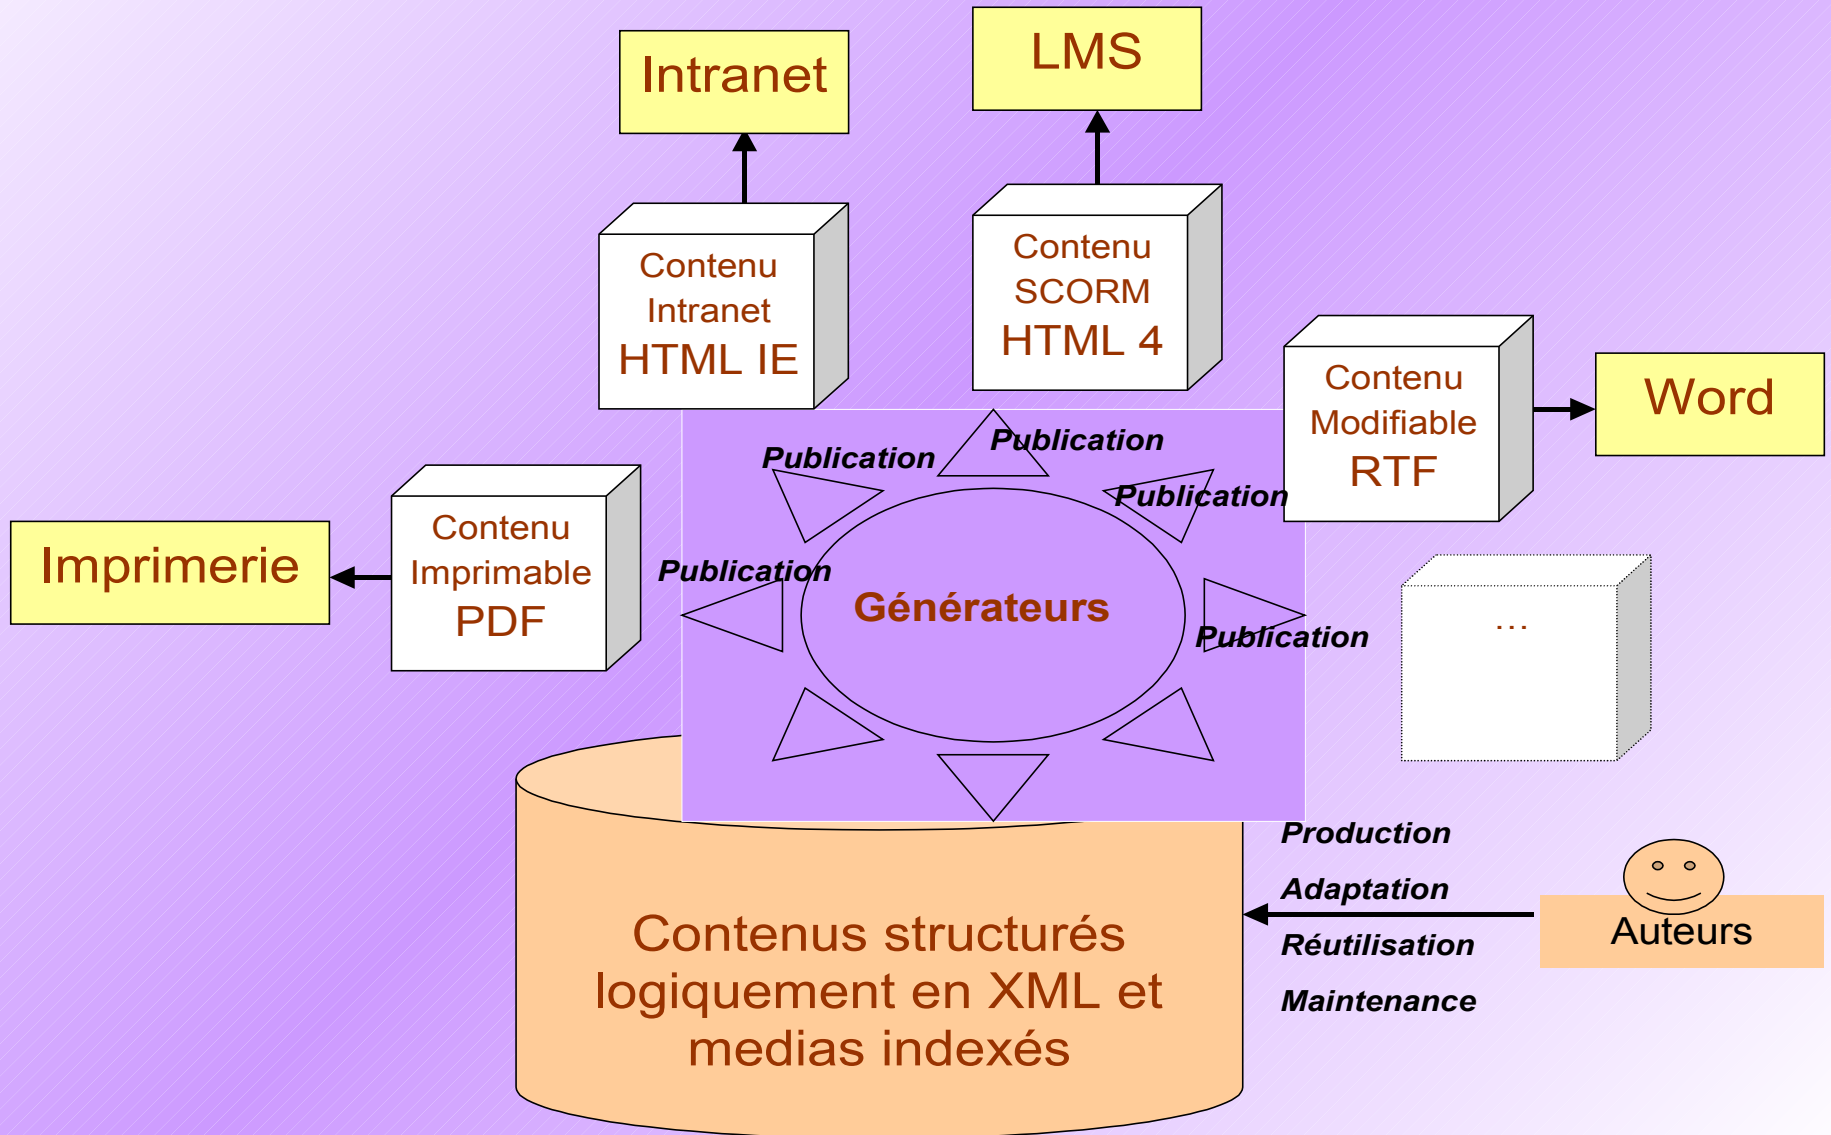 LMS
Intranet
Contenu
Intranet
HTML IE
Contenu
SCORM
HTML 4
Contenu
Modifiable
RTF
Word
Publication
Publication
Publication
Contenu
Imprimable
PDF
Imprimerie
Publication
Générateurs
Publication
...
Production
Adaptation
Réutilisation
Maintenance
Auteurs
Contenus structurés
logiquement en XML et
medias indexés